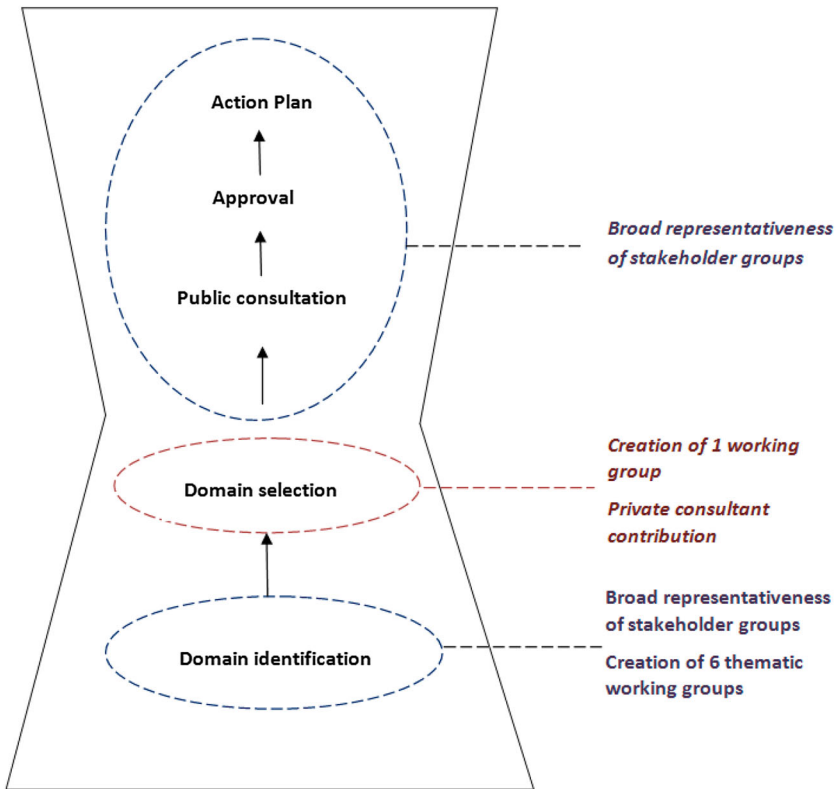 Action Plan
Approval
Public consultation
Broad representativeness
of stakeholder groups
Domain selection
Creation of 1 working
group
Private consultant
contribution
Domain identification
Broad representativeness
of stakeholder groups
Creation of 6 thematic
working groups